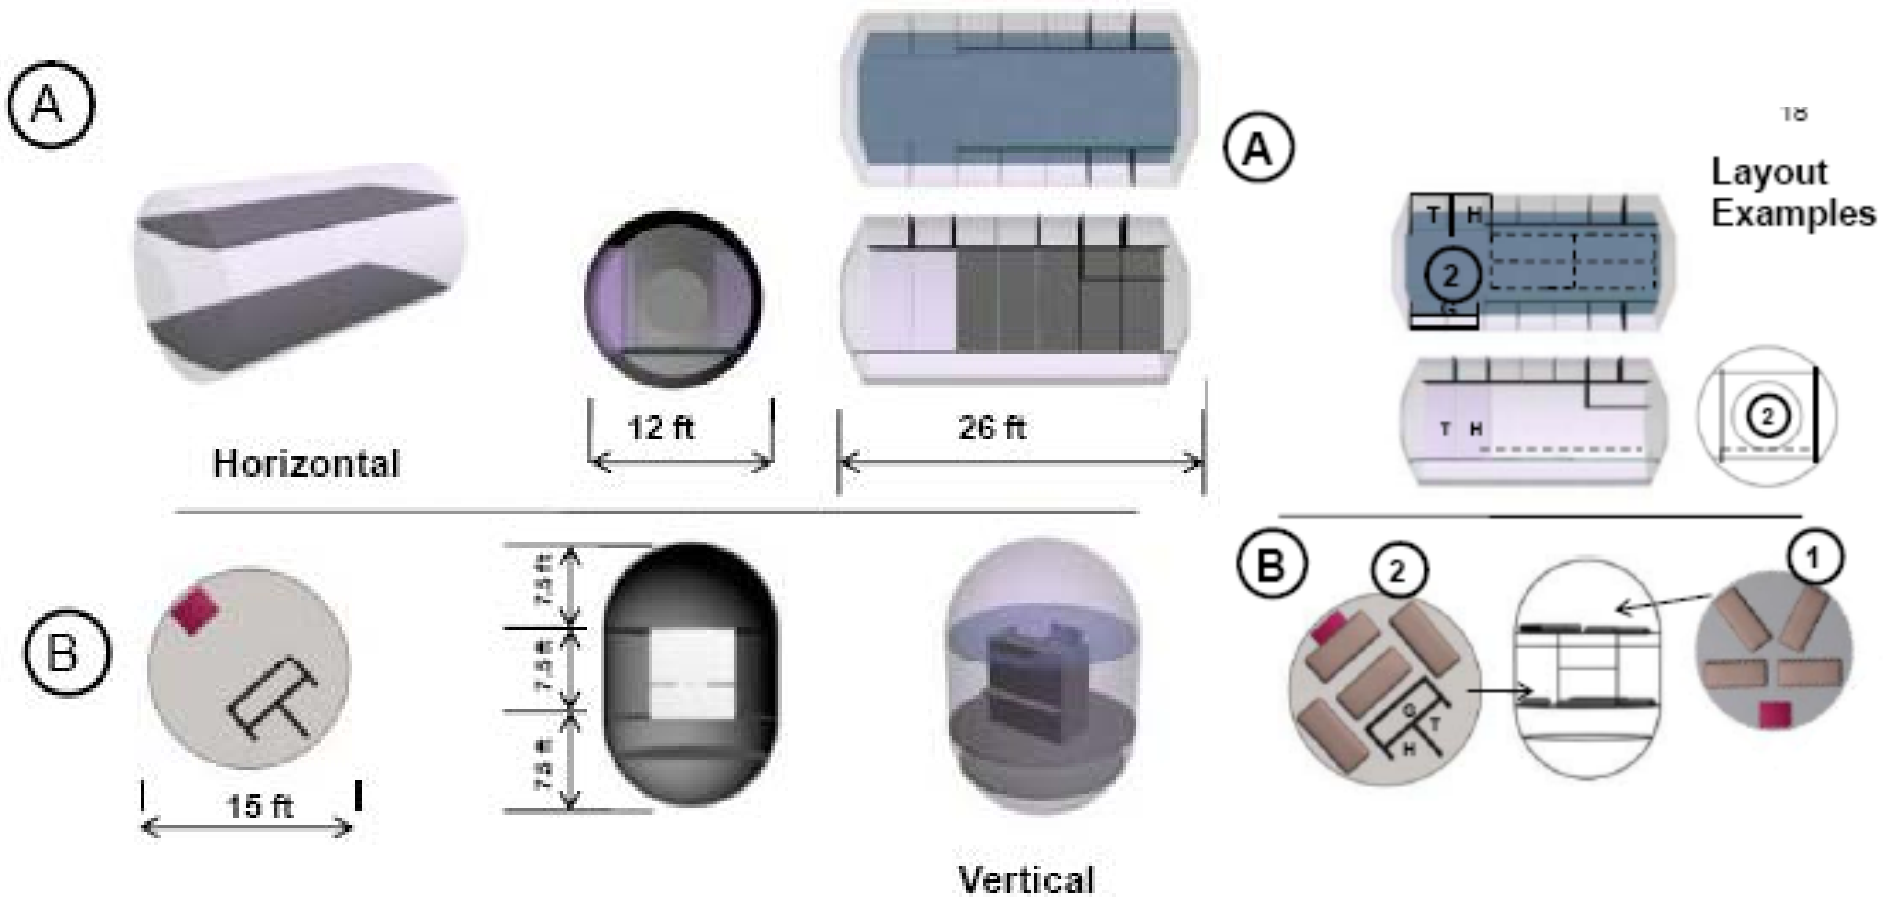 A
12 ft
26 ft
Horizontal
A
18
Layout
Examples
T H
2
G
T H
2
B
15 ft
7.5 ft
7.5 ft
7.5 ft
Vertical
B
2
1
G
T
H